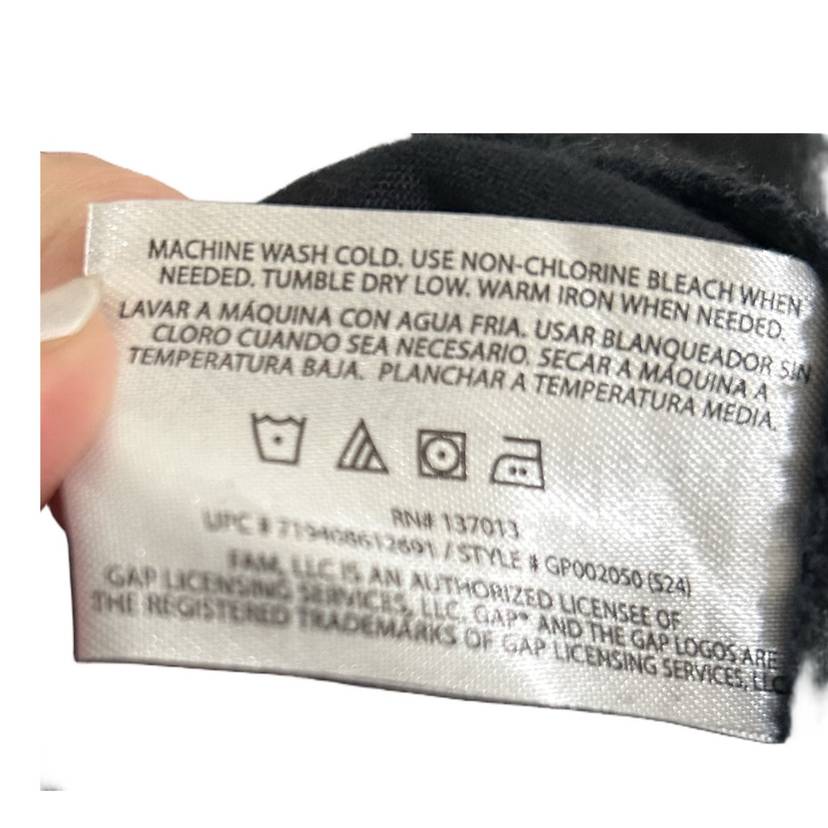 MACHINE WASH COLD. USE NON-CHLORINE BLEACH WHEN
NEEDED. TUMBLE DRY LOW. WARM IRON WHEN NEEDED.
LAVAR A MÁQUINA CON AGUA FRIA. USAR BLANQUEADOR SIN
CLORO CUANDO SEA NECESARIO. SECAR A MÁQUINA A
TEMPERATURA BAJA. PLANCHAR A TEMPERATURA MEDIA.
RN# 137013
UPC # 719408612691 / STYLE # GP002050 (S24)
FAM, LLC IS AN AUTHORIZED LICENSEE OF
GAP LICENSING SERVICES, LLC. GAP® AND THE GAP LOGOS ARE
THE REGISTERED TRADEMARKS OF GAP LICENSING SERVICES, LLC